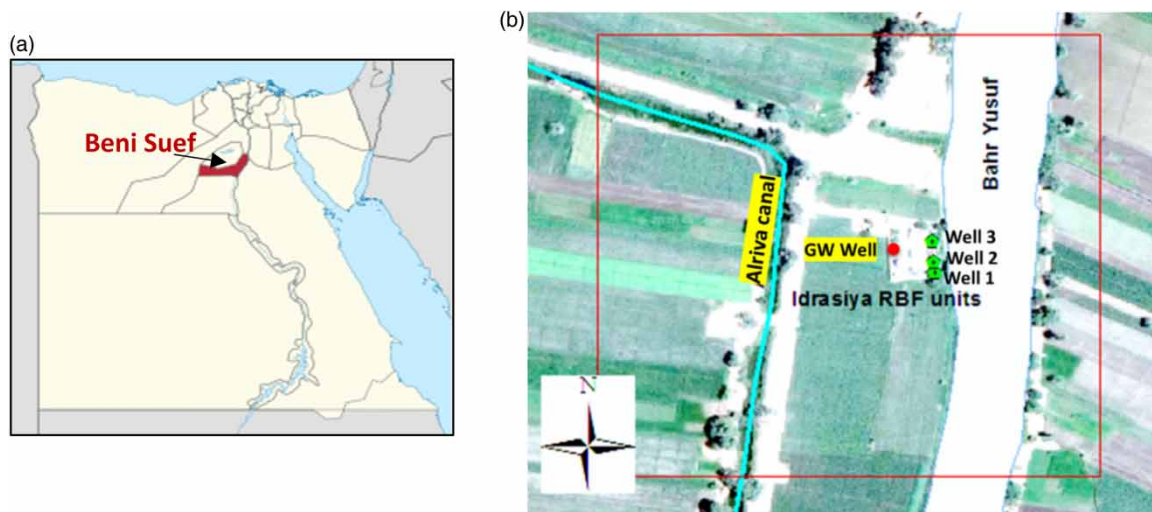 (a)
Beni Suef
(b)
Bahr Yusuf
Alriva canal
GW Well
Well 3
Well 2
Well 1
Idrasiya RBF units
N